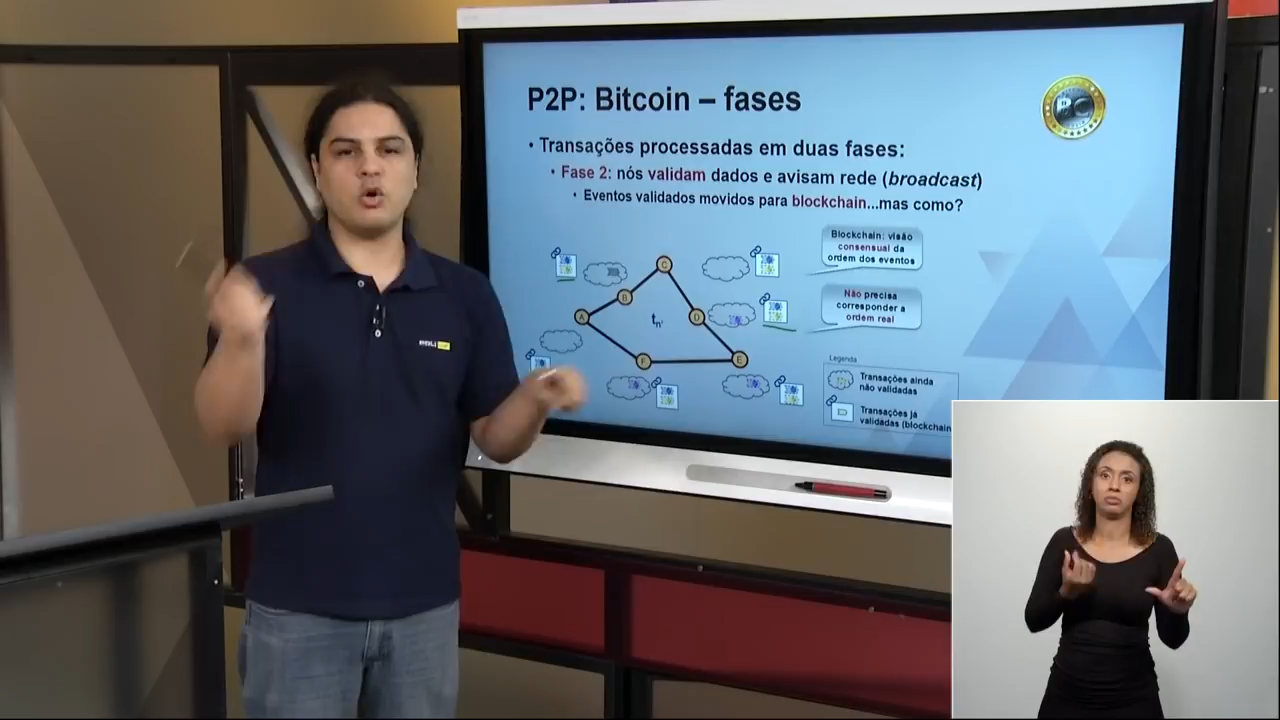 P2P: Bitcoin – fases
• Transações processadas em duas fases:
• Fase 2: nós validam dados e avisam rede (broadcast)
• Eventos validados movidos para blockchain...mas como?
Blockchain: visão
consensual da
ordem dos eventos
Não precisa
corresponder a
ordem real
C
B
A
D
F
E
tn'
Legenda
Transações ainda
não validadas
Transações já
validadas (blockchain
POLI